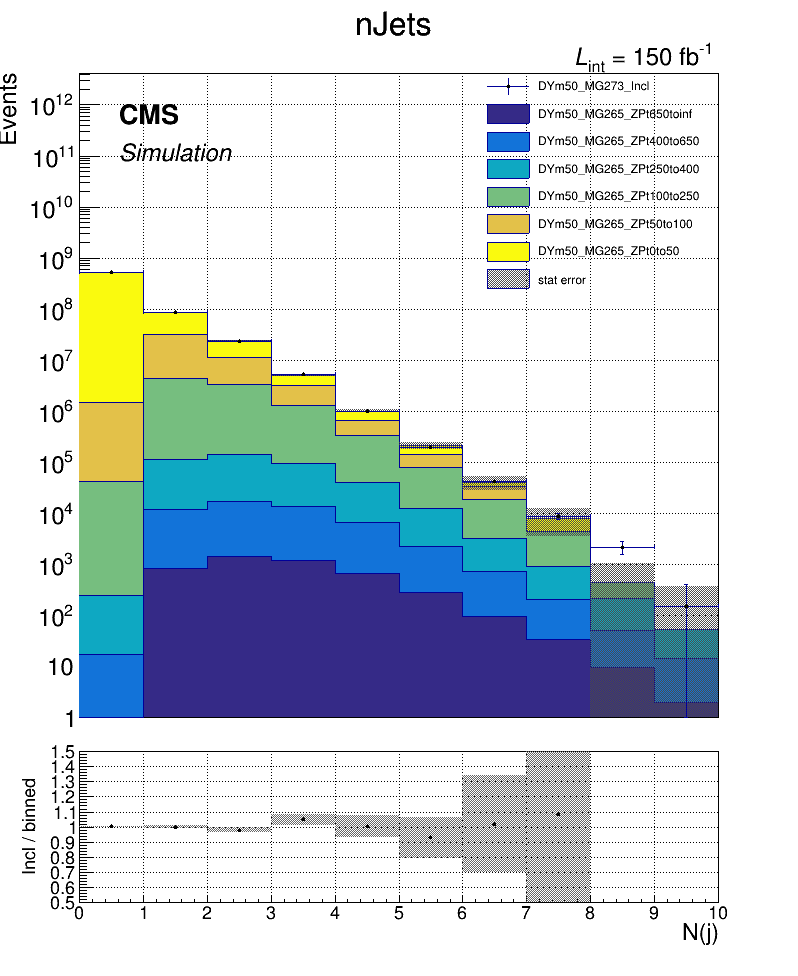 nJets
L_int = 150 fb^-1
Events
CMS
Simulation
DYm50_MG273_Incl
DYm50_MG265_ZPt650toinf
DYm50_MG265_ZPt400to650
DYm50_MG265_ZPt250to400
DYm50_MG265_ZPt100to250
DYm50_MG265_ZPt50to100
DYm50_MG265_ZPt0to50
stat error
10^12
10^11
10^10
10^9
10^8
10^7
10^6
10^5
10^4
10^3
10^2
10
1
Incl / binned
1.5
1.4
1.3
1.2
1.1
1
0.9
0.8
0.7
0.6
0.5
0 1 2 3 4 5 6 7 8 9 10
N(j)